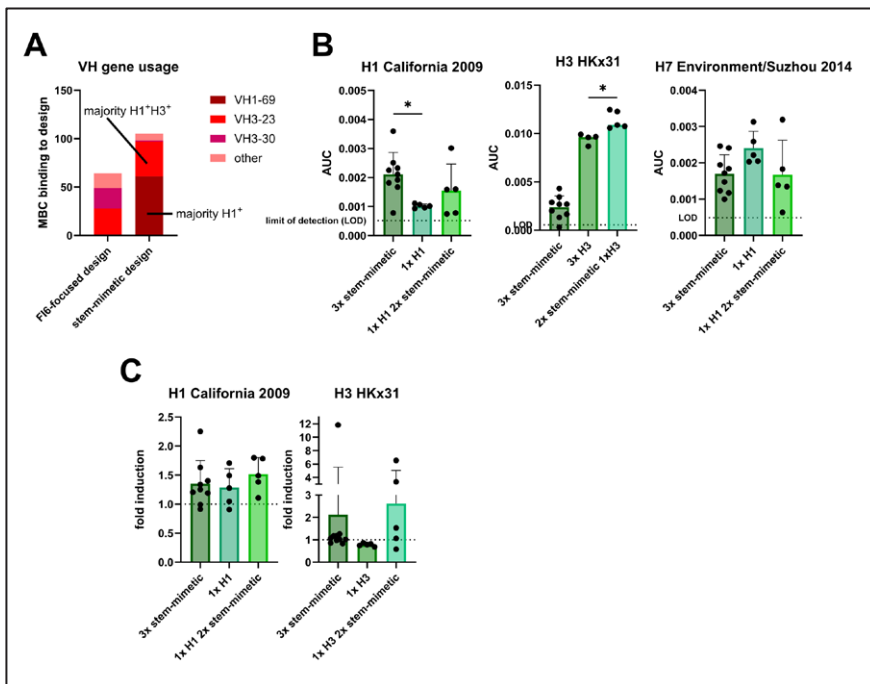 A
VH gene usage
MBC binding to design
150
100
50
0
majority H1⁺H3⁺
majority H1⁺
VH1-69
VH3-23
VH3-30
other
FI6-focused design
stem-mimetic design
B
H1 California 2009
AUC
0.005
0.004
0.003
0.002
0.001
0.000
*
limit of detection (LOD)
3x stem-mimetic
1x H1
1x H1 2x stem-mimetic
H3 HKx31
AUC
0.015
0.010
0.005
0.000
*
LOD
3x stem-mimetic
3x H3
2x stem-mimetic 1xH3
H7 Environment/Suzhou 2014
AUC
0.004
0.003
0.002
0.001
0.000
LOD
3x stem-mimetic
1x H1
1x H1 2x stem-mimetic
C
H1 California 2009
fold induction
2.5
2.0
1.5
1.0
0.5
0.0
3x stem-mimetic
1x H1
1x H1 2x stem-mimetic
H3 HKx31
fold induction
12
10
8
6
4
3
2
1
0
3x stem-mimetic
1x H3
1x H3 2x stem-mimetic